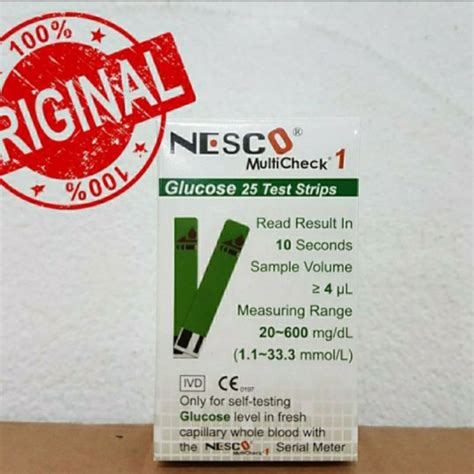 100%
ORIGINAL
100%
NESCO®
MultiCheck® 1
Glucose 25 Test Strips
Read Result In
10 Seconds
Sample Volume
≥ 4 µL
Measuring Range
20~600 mg/dL
(1.1~33.3 mmol/L)
IVD CE 0197
Only for self-testing
Glucose level in fresh
capillary whole blood with
the NESCO MultiCheck 1 Serial Meter